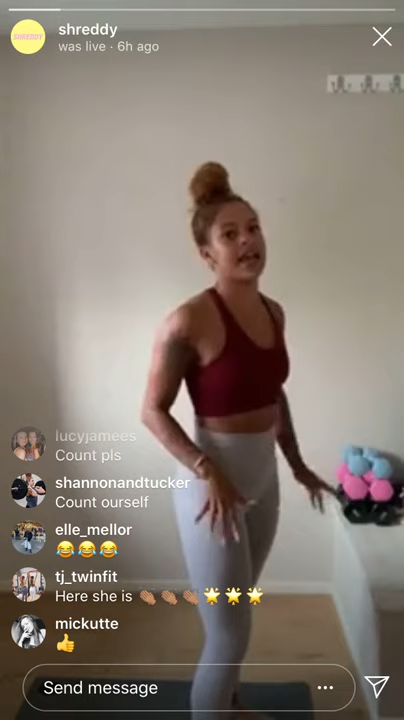 SHREDDY
shreddy
was live · 6h ago
lucyjamees
Count pls
shannonandtucker
Count ourself
elle_mellor
😂😂😂
tj_twinfit
Here she is 👏🏽👏🏽👏🏽🌟🌟🌟
mickutte
👍
Send message